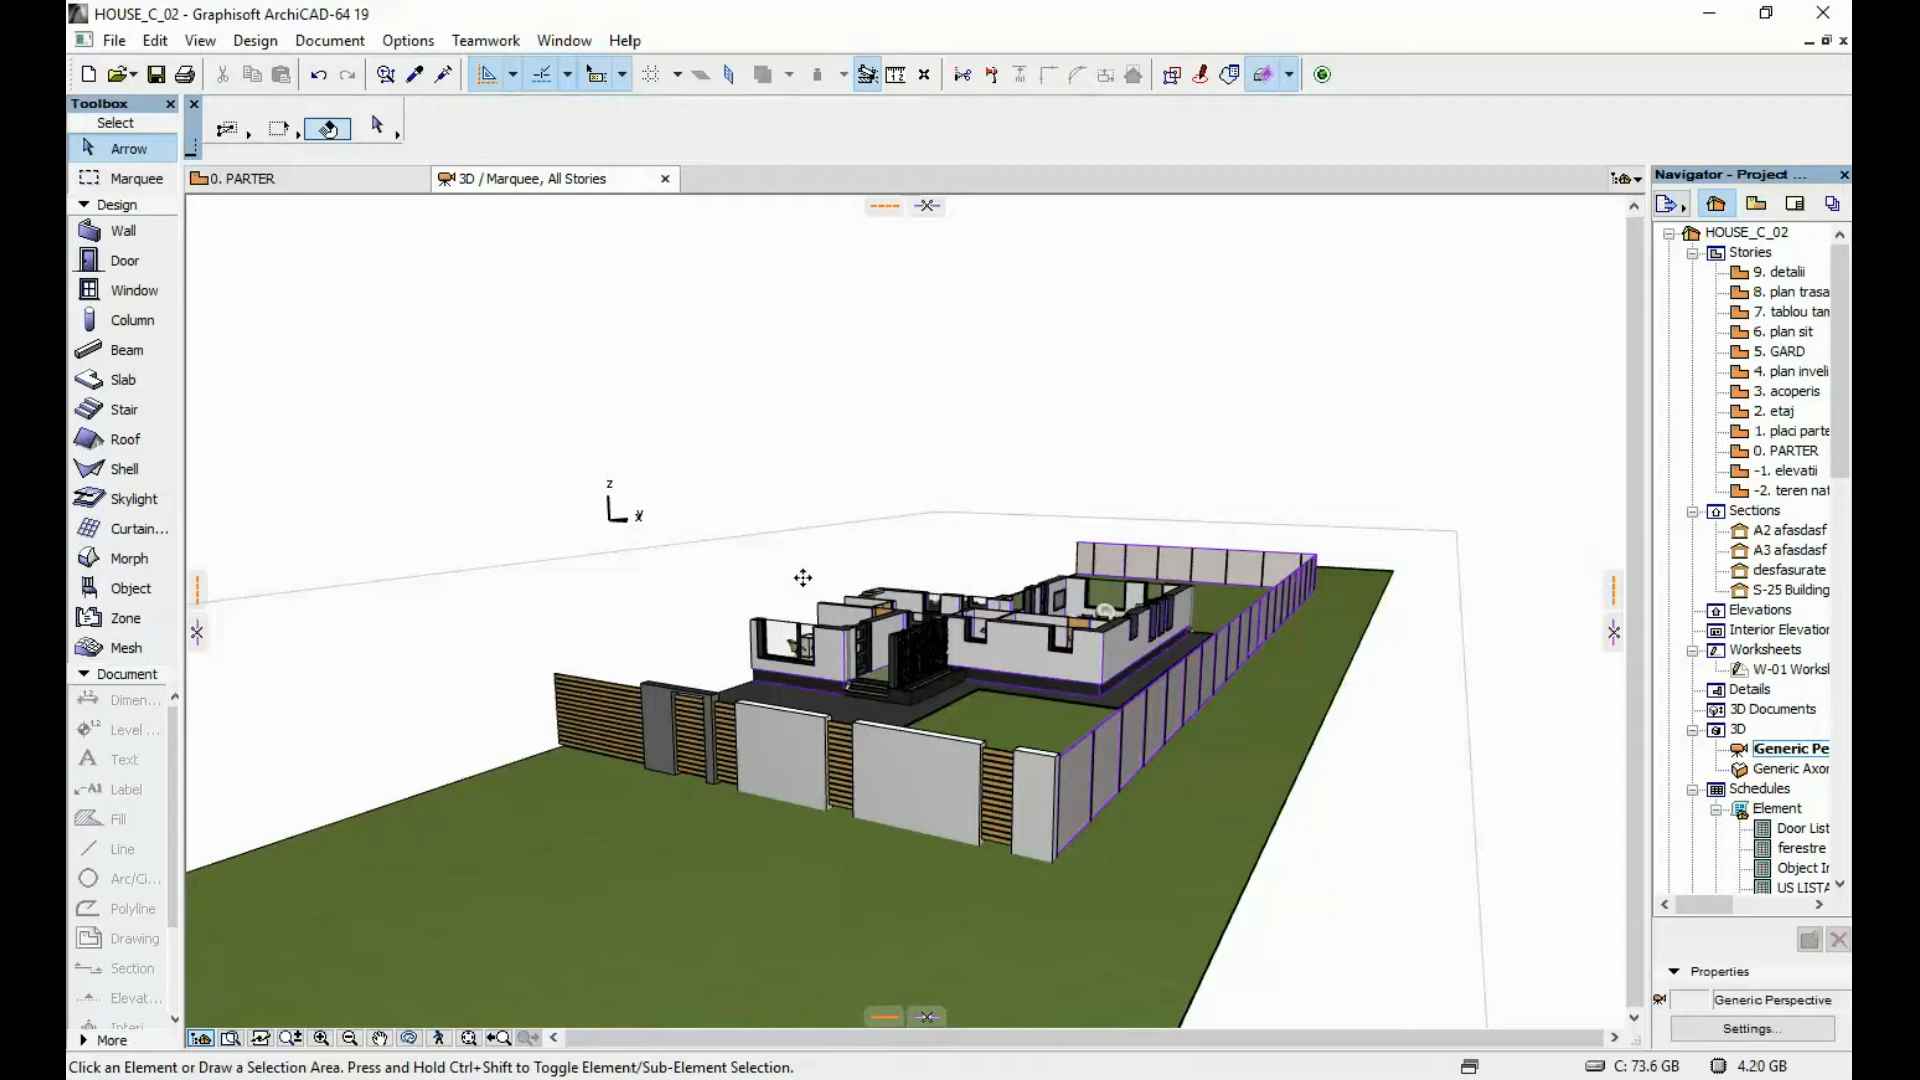 HOUSE_C_02 - Graphisoft ArchiCAD-64 19
File Edit View Design Document Options Teamwork Window Help
Toolbox
Select
Arrow
Marquee
Design
Wall
Door
Window
Column
Beam
Slab
Stair
Roof
Shell
Skylight
Curtain...
Morph
Object
Zone
Mesh
Document
Dimen...
Level ...
Text
Label
Fill
Line
Arc/Ci...
Polyline
Drawing
Section
Elevat...
Interi
More
0. PARTER
3D / Marquee, All Stories
z
Navigator - Project ...
HOUSE_C_02
Stories
9. detalii
8. plan trasa
7. tablou tam
6. plan sit
5. GARD
4. plan inveli
3. acoperis
2. etaj
1. placi parte
0. PARTER
-1. elevatii
-2. teren nat
Sections
A2 afasdasf
A3 afasdasf
desfasurate
S-25 Building
Elevations
Interior Elevation
Worksheets
W-01 Worksl
Details
3D Documents
3D
Generic Pe
Generic Axor
Schedules
Element
Door List
ferestre
Object Ir
US LISTA
Properties
Generic Perspective
Settings...
Click an Element or Draw a Selection Area. Press and Hold Ctrl+Shift to Toggle Element/Sub-Element Selection.
C: 73.6 GB
4.20 GB